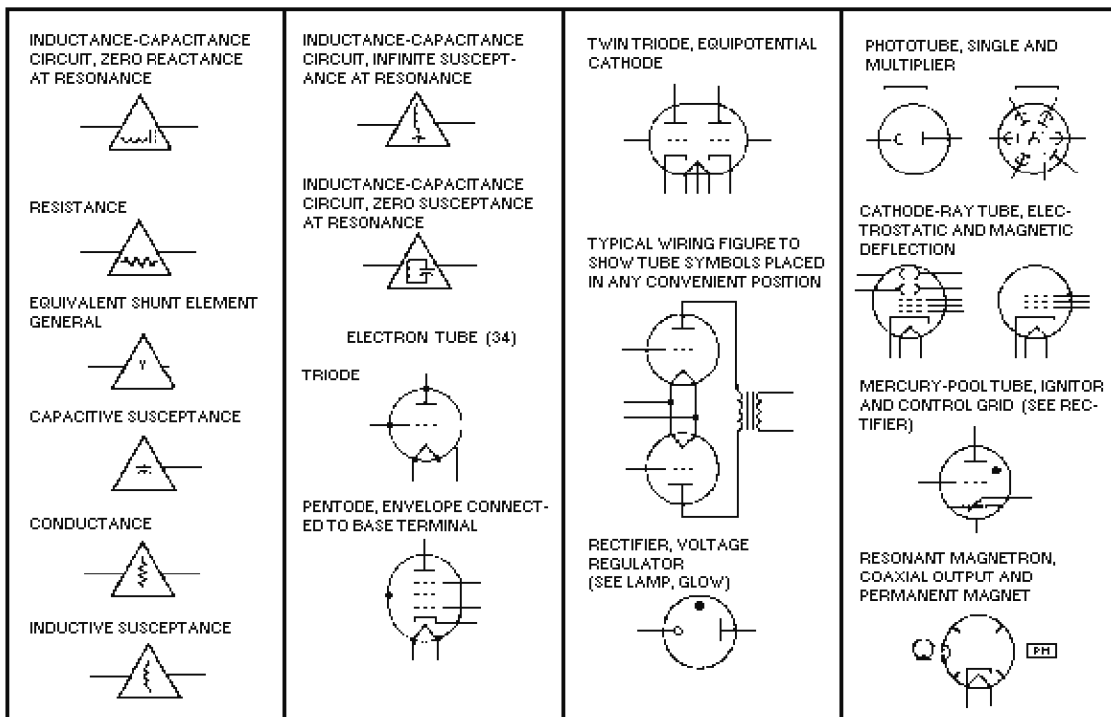 INDUCTANCE-CAPACITANCE
CIRCUIT, ZERO REACTANCE
AT RESONANCE
RESISTANCE
EQUIVALENT SHUNT ELEMENT
GENERAL
Y
CAPACITIVE SUSCEPTANCE
CONDUCTANCE
INDUCTIVE SUSCEPTANCE
INDUCTANCE-CAPACITANCE
CIRCUIT, INFINITE SUSCEPT-
ANCE AT RESONANCE
INDUCTANCE-CAPACITANCE
CIRCUIT, ZERO SUSCEPTANCE
AT RESONANCE
ELECTRON TUBE (34)
TRIODE
PENTODE, ENVELOPE CONNECT-
ED TO BASE TERMINAL
TWIN TRIODE, EQUIPOTENTIAL
CATHODE
TYPICAL WIRING FIGURE TO
SHOW TUBE SYMBOLS PLACED
IN ANY CONVENIENT POSITION
RECTIFIER, VOLTAGE
REGULATOR
(SEE LAMP, GLOW)
PHOTOTUBE, SINGLE AND
MULTIPLIER
CATHODE-RAY TUBE, ELEC-
TROSTATIC AND MAGNETIC
DEFLECTION
MERCURY-POOL TUBE, IGNITOR
AND CONTROL GRID (SEE REC-
TIFIER)
RESONANT MAGNETRON,
COAXIAL OUTPUT AND
PERMANENT MAGNET
PM